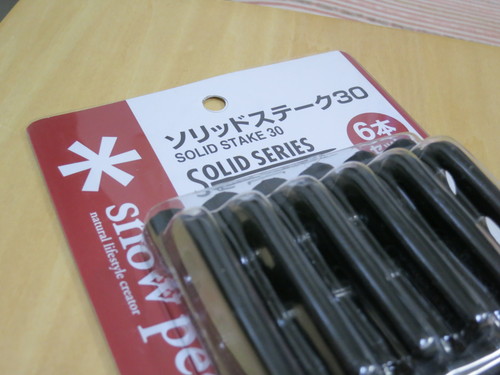 ソリッドステーク30
SOLID STAKE 30
SOLID SERIES
6本
snow pe
natural lifestyle creator